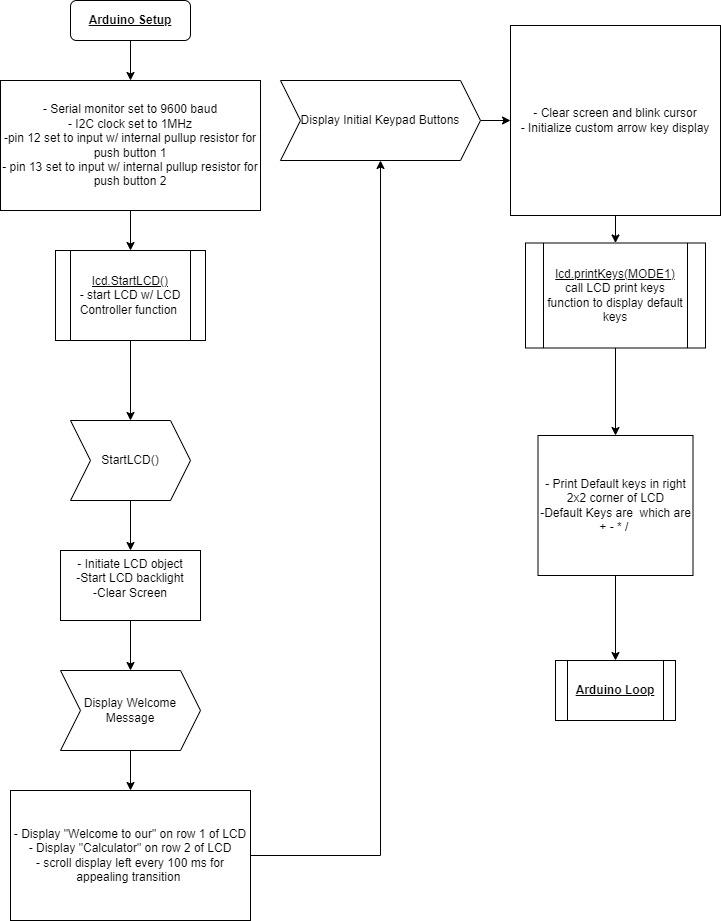 Arduino Setup
- Serial monitor set to 9600 baud
- I2C clock set to 1MHz
-pin 12 set to input w/ internal pullup resistor for
push button 1
- pin 13 set to input w/ internal pullup resistor for
push button 2
lcd.StartLCD()
- start LCD w/ LCD
Controller function
StartLCD()
- Initiate LCD object
-Start LCD backlight
-Clear Screen
Display Welcome
Message
- Display "Welcome to our" on row 1 of LCD
- Display "Calculator" on row 2 of LCD
- scroll display left every 100 ms for
appealing transition
Display Initial Keypad Buttons
- Clear screen and blink cursor
- Initialize custom arrow key display
lcd.printKeys(MODE1)
call LCD print keys
function to display default
keys
- Print Default keys in right
2x2 corner of LCD
-Default Keys are  which are
+ - * /
Arduino Loop